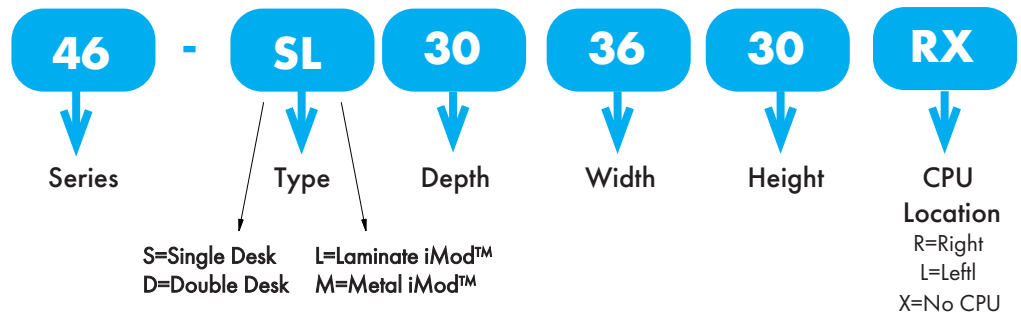 46 - SL 30 36 30 RX
Series Type Depth Width Height CPU
Location
S=Single Desk L=Laminate iMod™
D=Double Desk M=Metal iMod™
R=Right
L=Leftl
X=No CPU